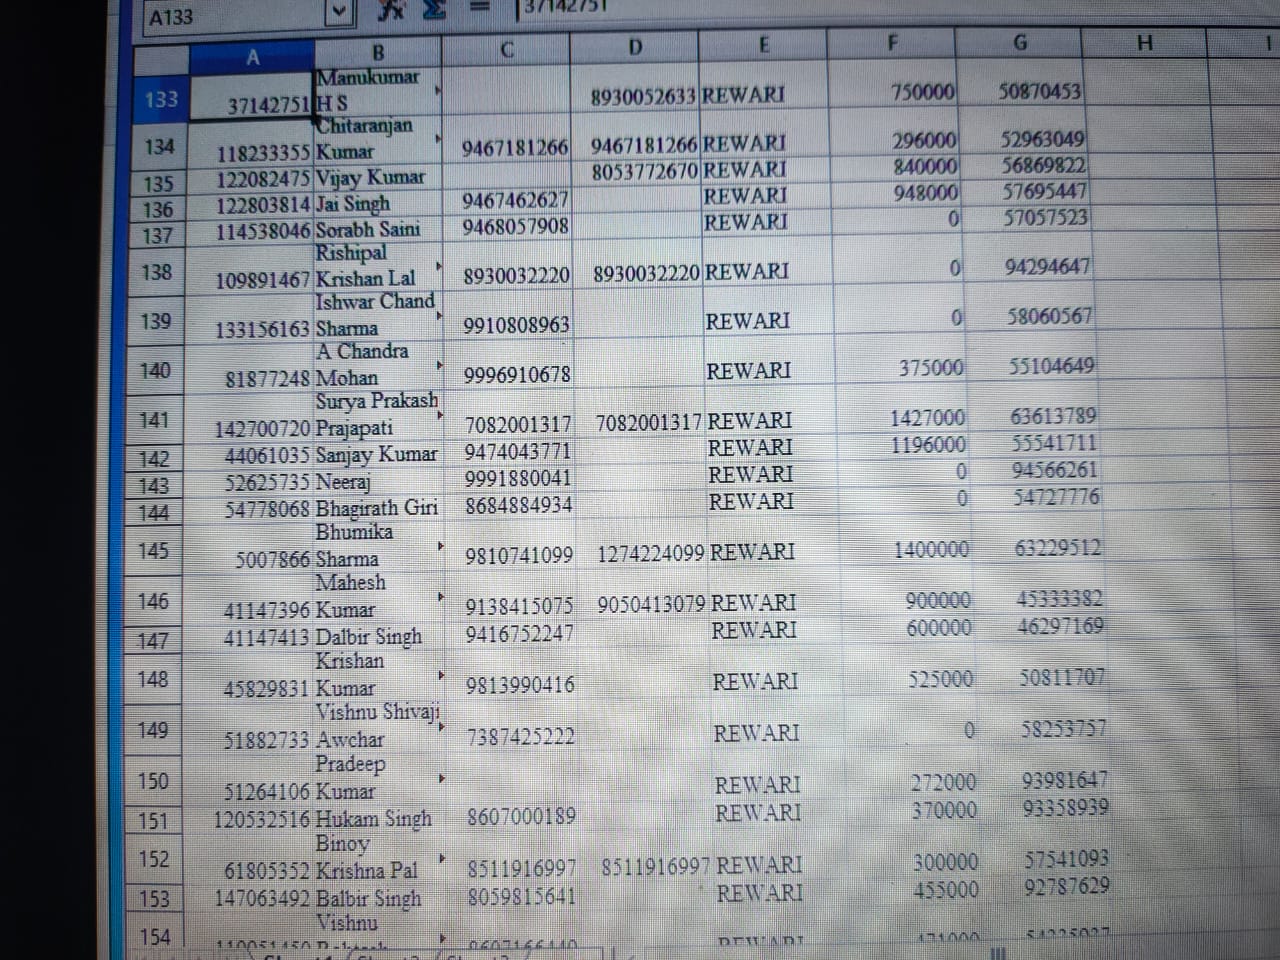 A133
37142751
A B C D E F G H I
133 37142751 Manukumar H S 8930052633 REWARI 750000 50870453
134 118233355 Chitaranjan Kumar 9467181266 9467181266 REWARI 296000 52963049
135 122082475 Vijay Kumar 8053772670 REWARI 840000 56869822
136 122803814 Jai Singh 9467462627 REWARI 948000 57695447
137 114538046 Sorabh Saini 9468057908 REWARI 0 57057523
138 109891467 Rishipal Krishan Lal 8930032220 8930032220 REWARI 0 94294647
139 133156163 Ishwar Chand Sharma 9910808963 REWARI 0 58060567
140 81877248 A Chandra Mohan 9996910678 REWARI 375000 55104649
141 142700720 Surya Prakash Prajapati 7082001317 7082001317 REWARI 1427000 63613789
142 44061035 Sanjay Kumar 9474043771 REWARI 1196000 55541711
143 52625735 Neeraj 9991880041 REWARI 0 94566261
144 54778068 Bhagirath Giri 8684884934 REWARI 0 54727776
145 5007866 Bhumika Sharma 9810741099 1274224099 REWARI 1400000 63229512
146 41147396 Mahesh Kumar 9138415075 9050413079 REWARI 900000 45333382
147 41147413 Dalbir Singh 9416752247 REWARI 600000 46297169
148 45829831 Krishan Kumar 9813990416 REWARI 525000 50811707
149 51882733 Vishnu Shivaji Awchar 7387425222 REWARI 0 58253757
150 51264106 Pradeep Kumar REWARI 272000 93981647
151 120532516 Hukam Singh 8607000189 REWARI 370000 93358939
152 61805352 Binoy Krishna Pal 8511916997 8511916997 REWARI 300000 57541093
153 147063492 Balbir Singh 8059815641 REWARI 455000 92787629
154 Vishnu REWARI